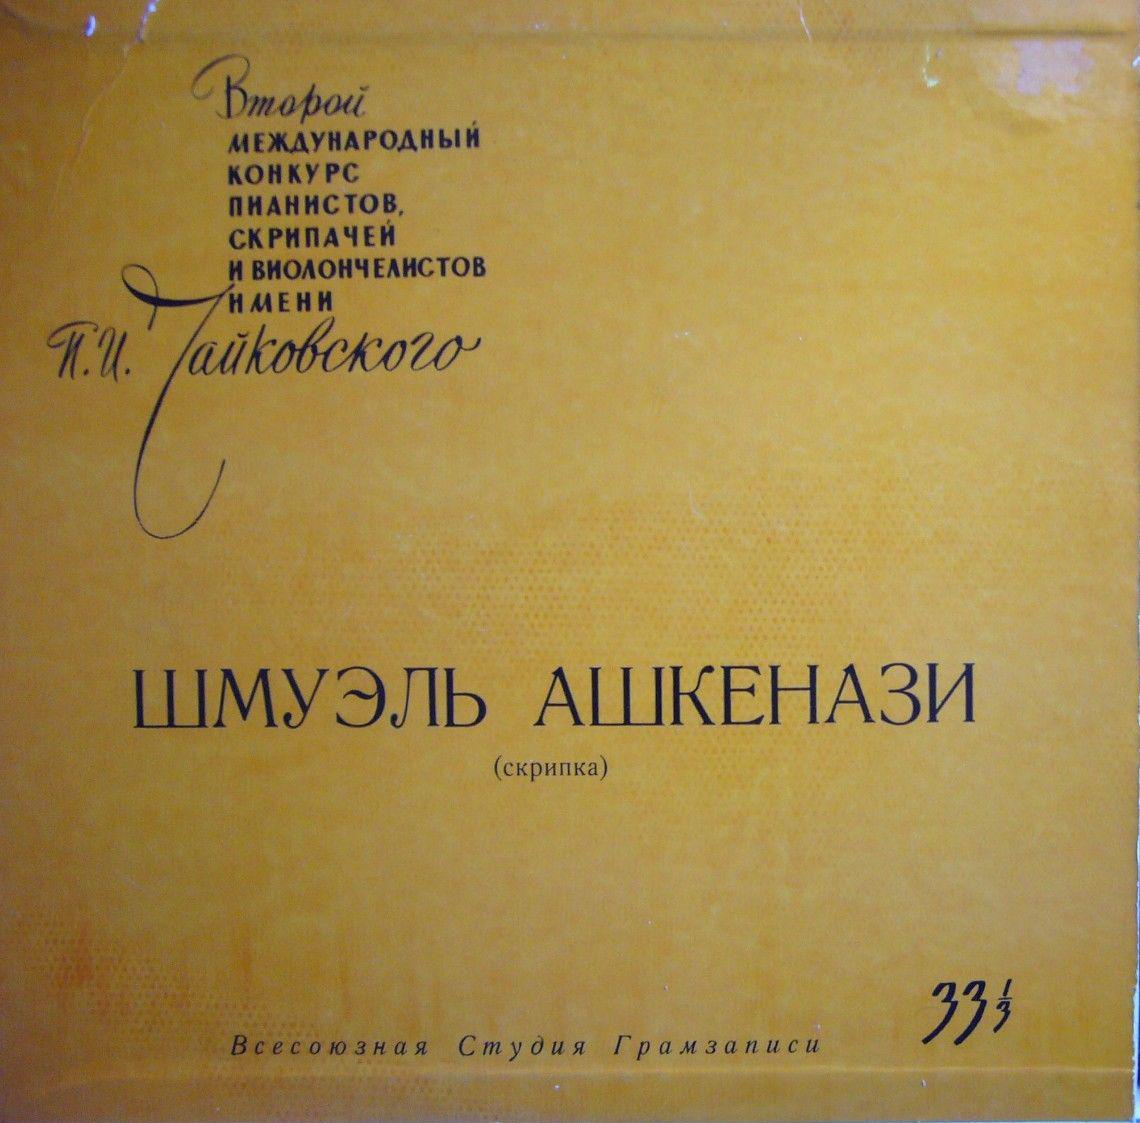 Второй
МЕЖДУНАРОДНЫЙ
КОНКУРС
ПИАНИСТОВ,
СКРИПАЧЕЙ
И ВИОЛОНЧЕЛИСТОВ
ИМЕНИ
П.И. Чайковского
ШМУЭЛЬ АШКЕНАЗИ
(скрипка)
33 1/3
Всесоюзная Студия Грамзаписи